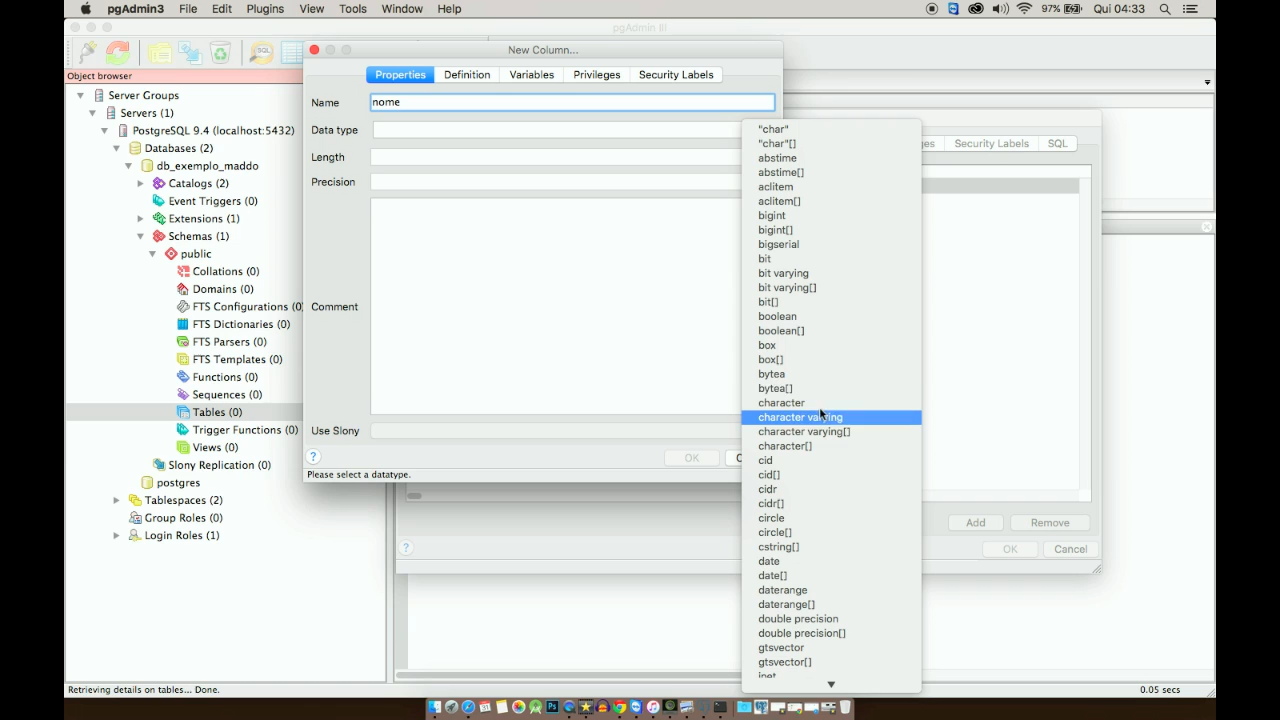 pgAdmin3 File Edit Plugins View Tools Window Help 97% Qui 04:33
pgAdmin III
Object browser
Server Groups
Servers (1)
PostgreSQL 9.4 (localhost:5432)
Databases (2)
db_exemplo_maddo
Catalogs (2)
Event Triggers (0)
Extensions (1)
Schemas (1)
public
Collations (0)
Domains (0)
FTS Configurations (0)
FTS Dictionaries (0)
FTS Parsers (0)
FTS Templates (0)
Functions (0)
Sequences (0)
Tables (0)
Trigger Functions (0)
Views (0)
Slony Replication (0)
postgres
Tablespaces (2)
Group Roles (0)
Login Roles (1)
Retrieving details on tables... Done.
0.05 secs
SQL
New Column...
Properties Definition Variables Privileges Security Labels
Name nome
Data type
Length
Precision
Comment
Use Slony
OK
Please select a datatype.
"char"
"char"[]
abstime
abstime[]
aclitem
aclitem[]
bigint
bigint[]
bigserial
bit
bit varying
bit varying[]
bit[]
boolean
boolean[]
box
box[]
bytea
bytea[]
character
character varying
character varying[]
character[]
cid
cid[]
cidr
cidr[]
circle
circle[]
cstring[]
date
date[]
daterange
daterange[]
double precision
double precision[]
gtsvector
gtsvector[]
inet
Security Labels SQL
Add Remove
OK Cancel